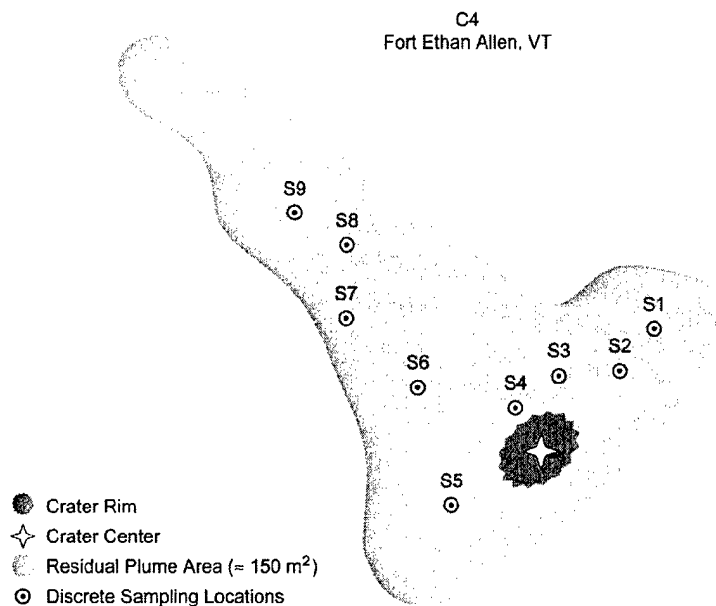 C4
Fort Ethan Allen, VT
S9
S8
S7
S1
S6
S3
S2
S4
S5
Crater Rim
Crater Center
Residual Plume Area (≈ 150 m²)
Discrete Sampling Locations